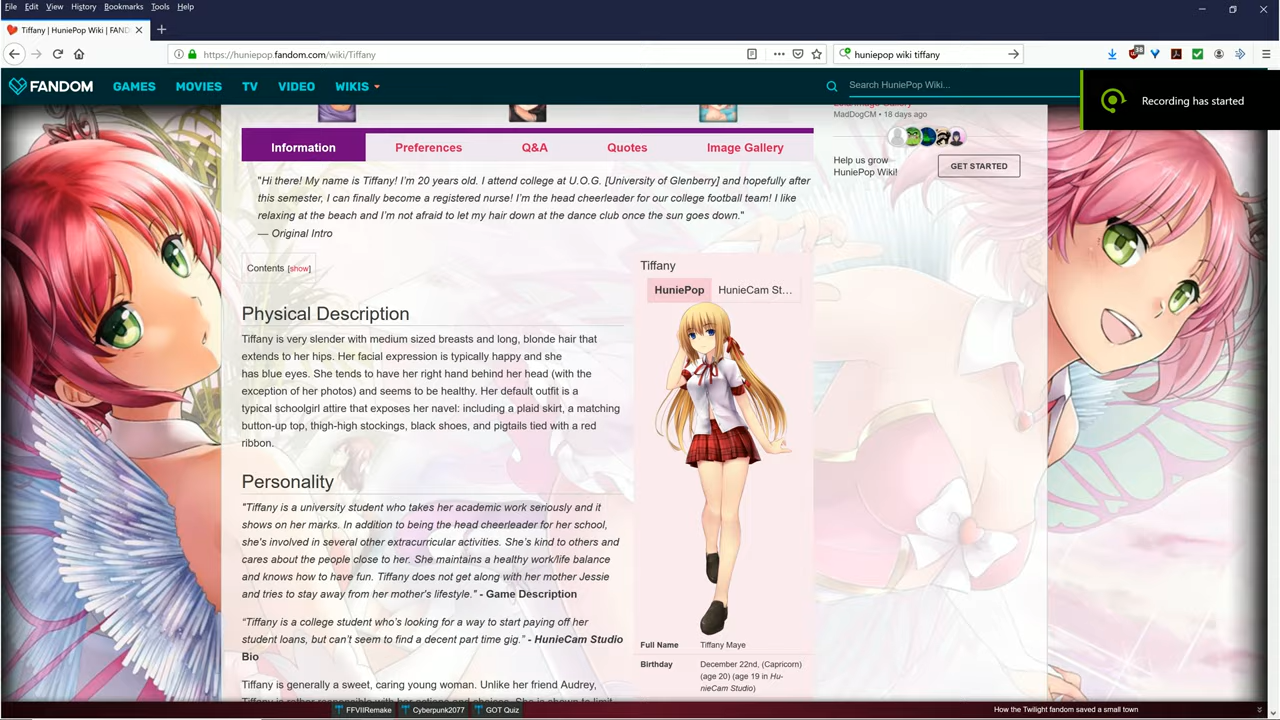 File Edit View History Bookmarks Tools Help
Tiffany | HuniePop Wiki | FAND
https://huniepop.fandom.com/wiki/Tiffany
huniepop wiki tiffany
38
FANDOM GAMES MOVIES TV VIDEO WIKIS
Search HuniePop Wiki...
Recording has started
MadDogCM • 18 days ago
Help us grow
HuniePop Wiki!
GET STARTED
Information Preferences Q&A Quotes Image Gallery
"Hi there! My name is Tiffany! I'm 20 years old. I attend college at U.O.G. [University of Glenberry] and hopefully after
this semester, I can finally become a registered nurse! I'm the head cheerleader for our college football team! I like
relaxing at the beach and I'm not afraid to let my hair down at the dance club once the sun goes down."
— Original Intro
Contents [show]
Physical Description
Tiffany is very slender with medium sized breasts and long, blonde hair that
extends to her hips. Her facial expression is typically happy and she
has blue eyes. She tends to have her right hand behind her head (with the
exception of her photos) and seems to be healthy. Her default outfit is a
typical schoolgirl attire that exposes her navel: including a plaid skirt, a matching
button-up top, thigh-high stockings, black shoes, and pigtails tied with a red
ribbon.
Personality
"Tiffany is a university student who takes her academic work seriously and it
shows on her marks. In addition to being the head cheerleader for her school,
she's involved in several other extracurricular activities. She's kind to others and
cares about the people close to her. She maintains a healthy work/life balance
and knows how to have fun. Tiffany does not get along with her mother Jessie
and tries to stay away from her mother's lifestyle." - Game Description
"Tiffany is a college student who's looking for a way to start paying off her
student loans, but can't seem to find a decent part time gig." - HunieCam Studio
Bio
Tiffany is generally a sweet, caring young woman. Unlike her friend Audrey,
Tiffany
HuniePop HunieCam St...
Full Name Tiffany Maye
Birthday December 22nd, (Capricorn)
(age 20) (age 19 in Hu-
nieCam Studio)
FFVIIRemake Cyberpunk2077 GOT Quiz
How the Twilight fandom saved a small town